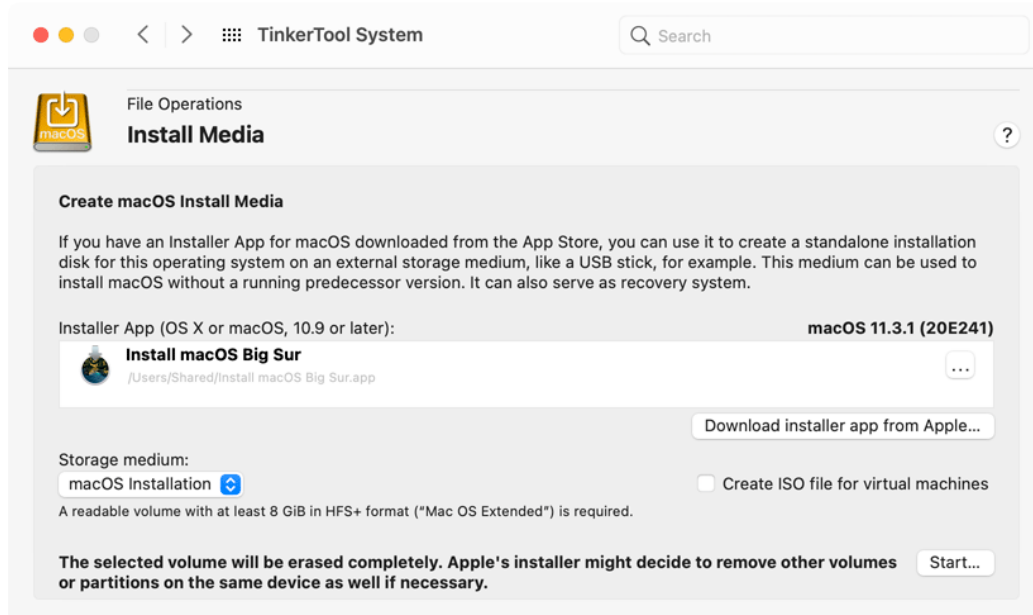 TinkerTool System
Search
File Operations
macOS
Install Media
?
Create macOS Install Media
If you have an Installer App for macOS downloaded from the App Store, you can use it to create a standalone installation
disk for this operating system on an external storage medium, like a USB stick, for example. This medium can be used to
install macOS without a running predecessor version. It can also serve as recovery system.
Installer App (OS X or macOS, 10.9 or later):
macOS 11.3.1 (20E241)
Install macOS Big Sur
/Users/Shared/Install macOS Big Sur.app
...
Download installer app from Apple...
Storage medium:
macOS Installation
Create ISO file for virtual machines
A readable volume with at least 8 GiB in HFS+ format (“Mac OS Extended”) is required.
The selected volume will be erased completely. Apple's installer might decide to remove other volumes
or partitions on the same device as well if necessary.
Start...